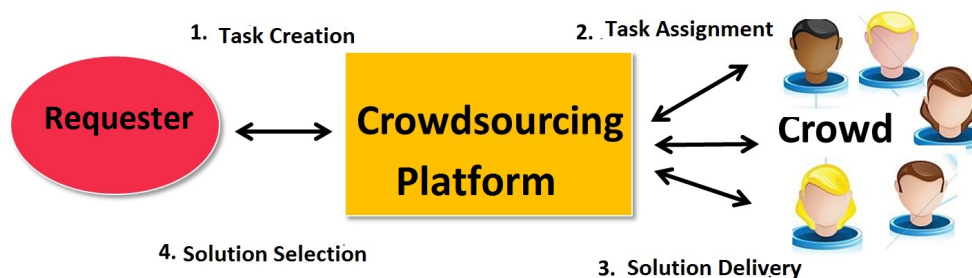 1. Task Creation
2. Task Assignment
Requester
Crowdsourcing
Platform
Crowd
4. Solution Selection
3. Solution Delivery